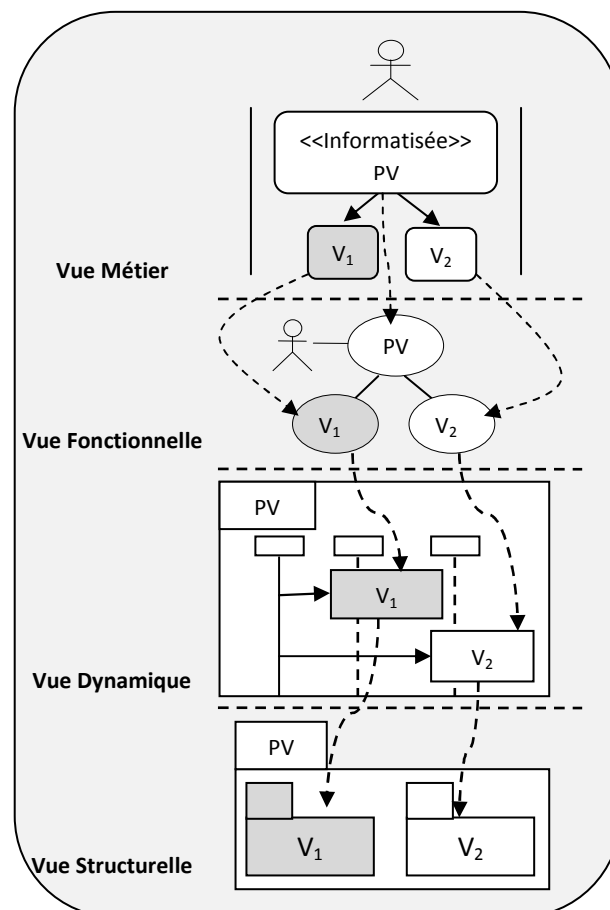 <<Informatisée>>
PV
V₁
V₂
Vue Métier
PV
V₁
V₂
Vue Fonctionnelle
PV
V₁
V₂
Vue Dynamique
PV
V₁
V₂
Vue Structurelle